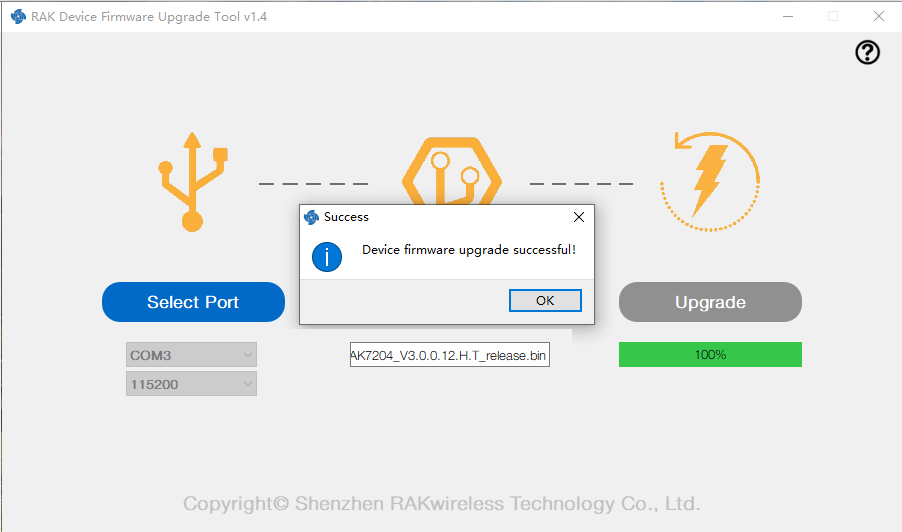 RAK Device Firmware Upgrade Tool v1.4
Success
Device firmware upgrade successful!
OK
Select Port
Upgrade
COM3
AK7204_V3.0.0.12.H.T_release.bin
100%
115200
Copyright© Shenzhen RAKwireless Technology Co., Ltd.